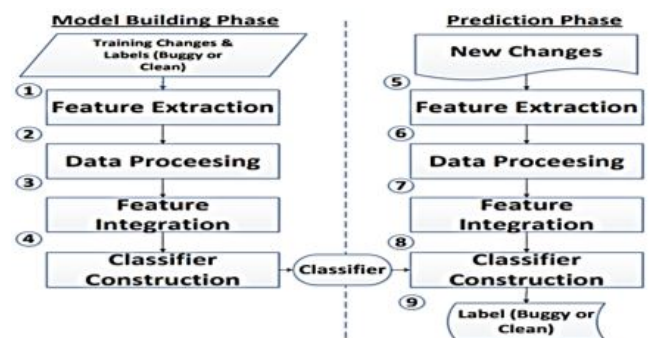 Model Building Phase
Training Changes &
Labels (Buggy or
Clean)
1
Feature Extraction
2
Data Proceesing
3
Feature
Integration
4
Classifier
Construction
Classifier
Prediction Phase
New Changes
5
Feature Extraction
6
Data Proceesing
7
Feature
Integration
8
Classifier
Construction
9
Label (Buggy or
Clean)